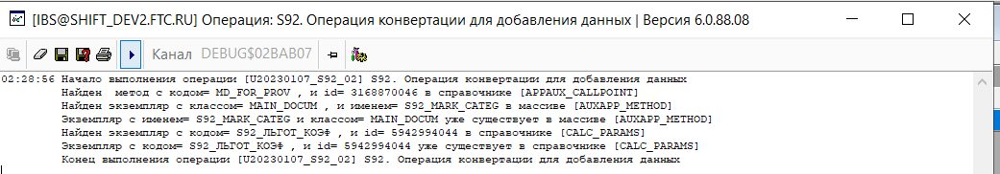 [IBS@SHIFT_DEV2.FTC.RU] Операция: S92. Операция конвертации для добавления данных | Версия 6.0.88.08
Канал DEBUG$02BAB07
02:28:56 Начало выполнения операции [U20230107_S92_02] S92. Операция конвертации для добавления данных
Найден метод с кодом= MD_FOR_PROV , и id= 3168870046 в справочнике [APPAUX_CALLPOINT]
Найден экземпляр с классом= MAIN_DOCUM , и именем= S92_MARK_CATEG в массиве [AUXAPP_METHOD]
Экземпляр с именем= S92_MARK_CATEG и классом= MAIN_DOCUM уже существует в массиве [AUXAPP_METHOD]
Найден экземпляр с кодом= S92_ЛЬГОТ_КОЭФ , и id= 5942994044 в справочнике [CALC_PARAMS]
Экземпляр с кодом= S92_ЛЬГОТ_КОЭФ , и id= 5942994044 уже существует в справочнике [CALC_PARAMS]
Конец выполнения операции [U20230107_S92_02] S92. Операция конвертации для добавления данных